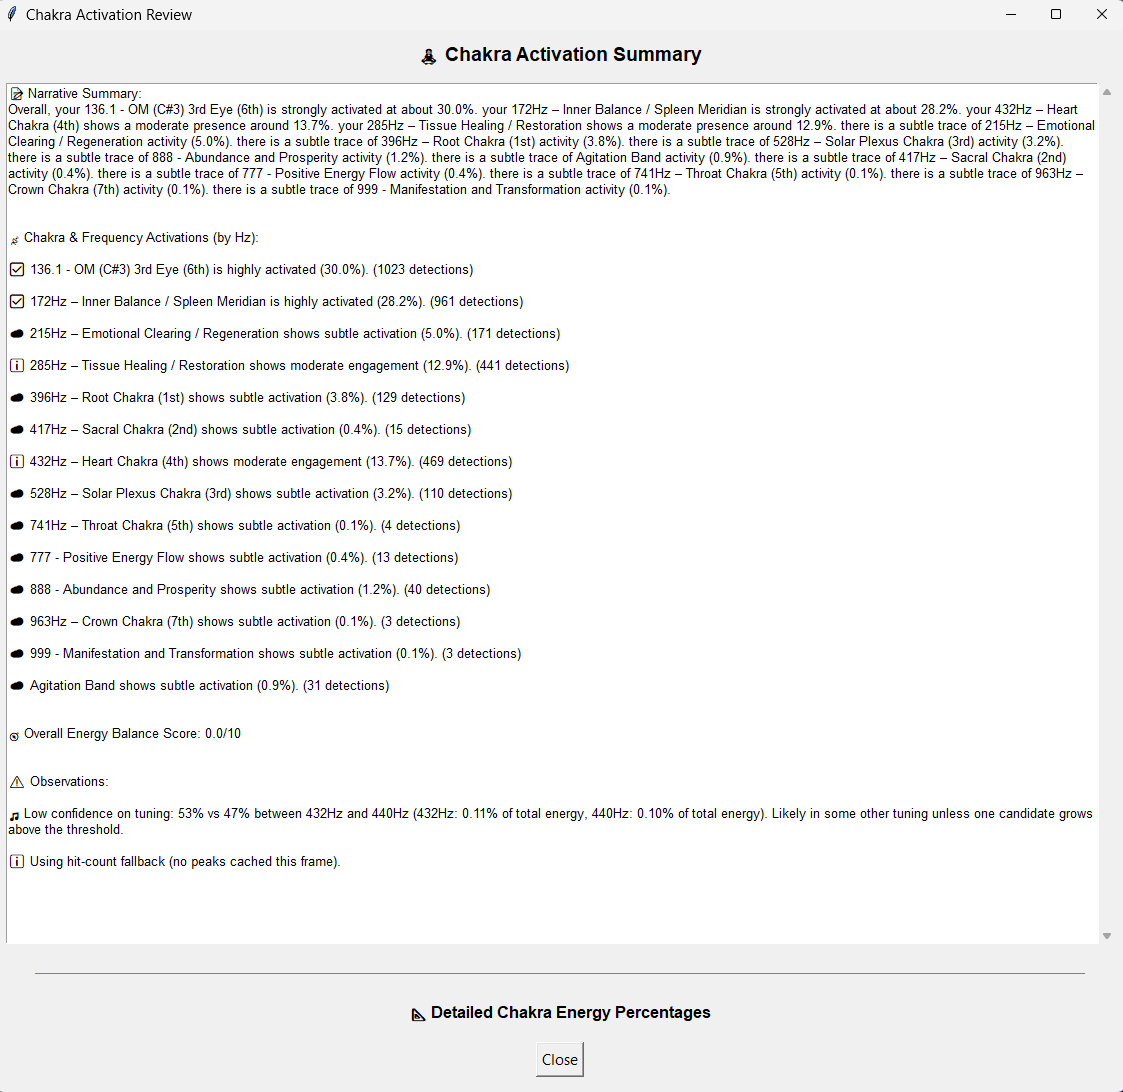 Chakra Activation Review
Chakra Activation Summary
Narrative Summary:
Overall, your 136.1 - OM (C#3) 3rd Eye (6th) is strongly activated at about 30.0%. your 172Hz – Inner Balance / Spleen Meridian is strongly activated at about 28.2%. your 432Hz – Heart
Chakra (4th) shows a moderate presence around 13.7%. your 285Hz – Tissue Healing / Restoration shows a moderate presence around 12.9%. there is a subtle trace of 215Hz – Emotional
Clearing / Regeneration activity (5.0%). there is a subtle trace of 396Hz – Root Chakra (1st) activity (3.8%). there is a subtle trace of 528Hz – Solar Plexus Chakra (3rd) activity (3.2%).
there is a subtle trace of 888 - Abundance and Prosperity activity (1.2%). there is a subtle trace of Agitation Band activity (0.9%). there is a subtle trace of 417Hz – Sacral Chakra (2nd)
activity (0.4%). there is a subtle trace of 777 - Positive Energy Flow activity (0.4%). there is a subtle trace of 741Hz – Throat Chakra (5th) activity (0.1%). there is a subtle trace of 963Hz –
Crown Chakra (7th) activity (0.1%). there is a subtle trace of 999 - Manifestation and Transformation activity (0.1%).
Chakra & Frequency Activations (by Hz):
136.1 - OM (C#3) 3rd Eye (6th) is highly activated (30.0%). (1023 detections)
172Hz – Inner Balance / Spleen Meridian is highly activated (28.2%). (961 detections)
215Hz – Emotional Clearing / Regeneration shows subtle activation (5.0%). (171 detections)
285Hz – Tissue Healing / Restoration shows moderate engagement (12.9%). (441 detections)
396Hz – Root Chakra (1st) shows subtle activation (3.8%). (129 detections)
417Hz – Sacral Chakra (2nd) shows subtle activation (0.4%). (15 detections)
432Hz – Heart Chakra (4th) shows moderate engagement (13.7%). (469 detections)
528Hz – Solar Plexus Chakra (3rd) shows subtle activation (3.2%). (110 detections)
741Hz – Throat Chakra (5th) shows subtle activation (0.1%). (4 detections)
777 - Positive Energy Flow shows subtle activation (0.4%). (13 detections)
888 - Abundance and Prosperity shows subtle activation (1.2%). (40 detections)
963Hz – Crown Chakra (7th) shows subtle activation (0.1%). (3 detections)
999 - Manifestation and Transformation shows subtle activation (0.1%). (3 detections)
Agitation Band shows subtle activation (0.9%). (31 detections)
Overall Energy Balance Score: 0.0/10
Observations:
Low confidence on tuning: 53% vs 47% between 432Hz and 440Hz (432Hz: 0.11% of total energy, 440Hz: 0.10% of total energy). Likely in some other tuning unless one candidate grows
above the threshold.
Using hit-count fallback (no peaks cached this frame).
Detailed Chakra Energy Percentages
Close